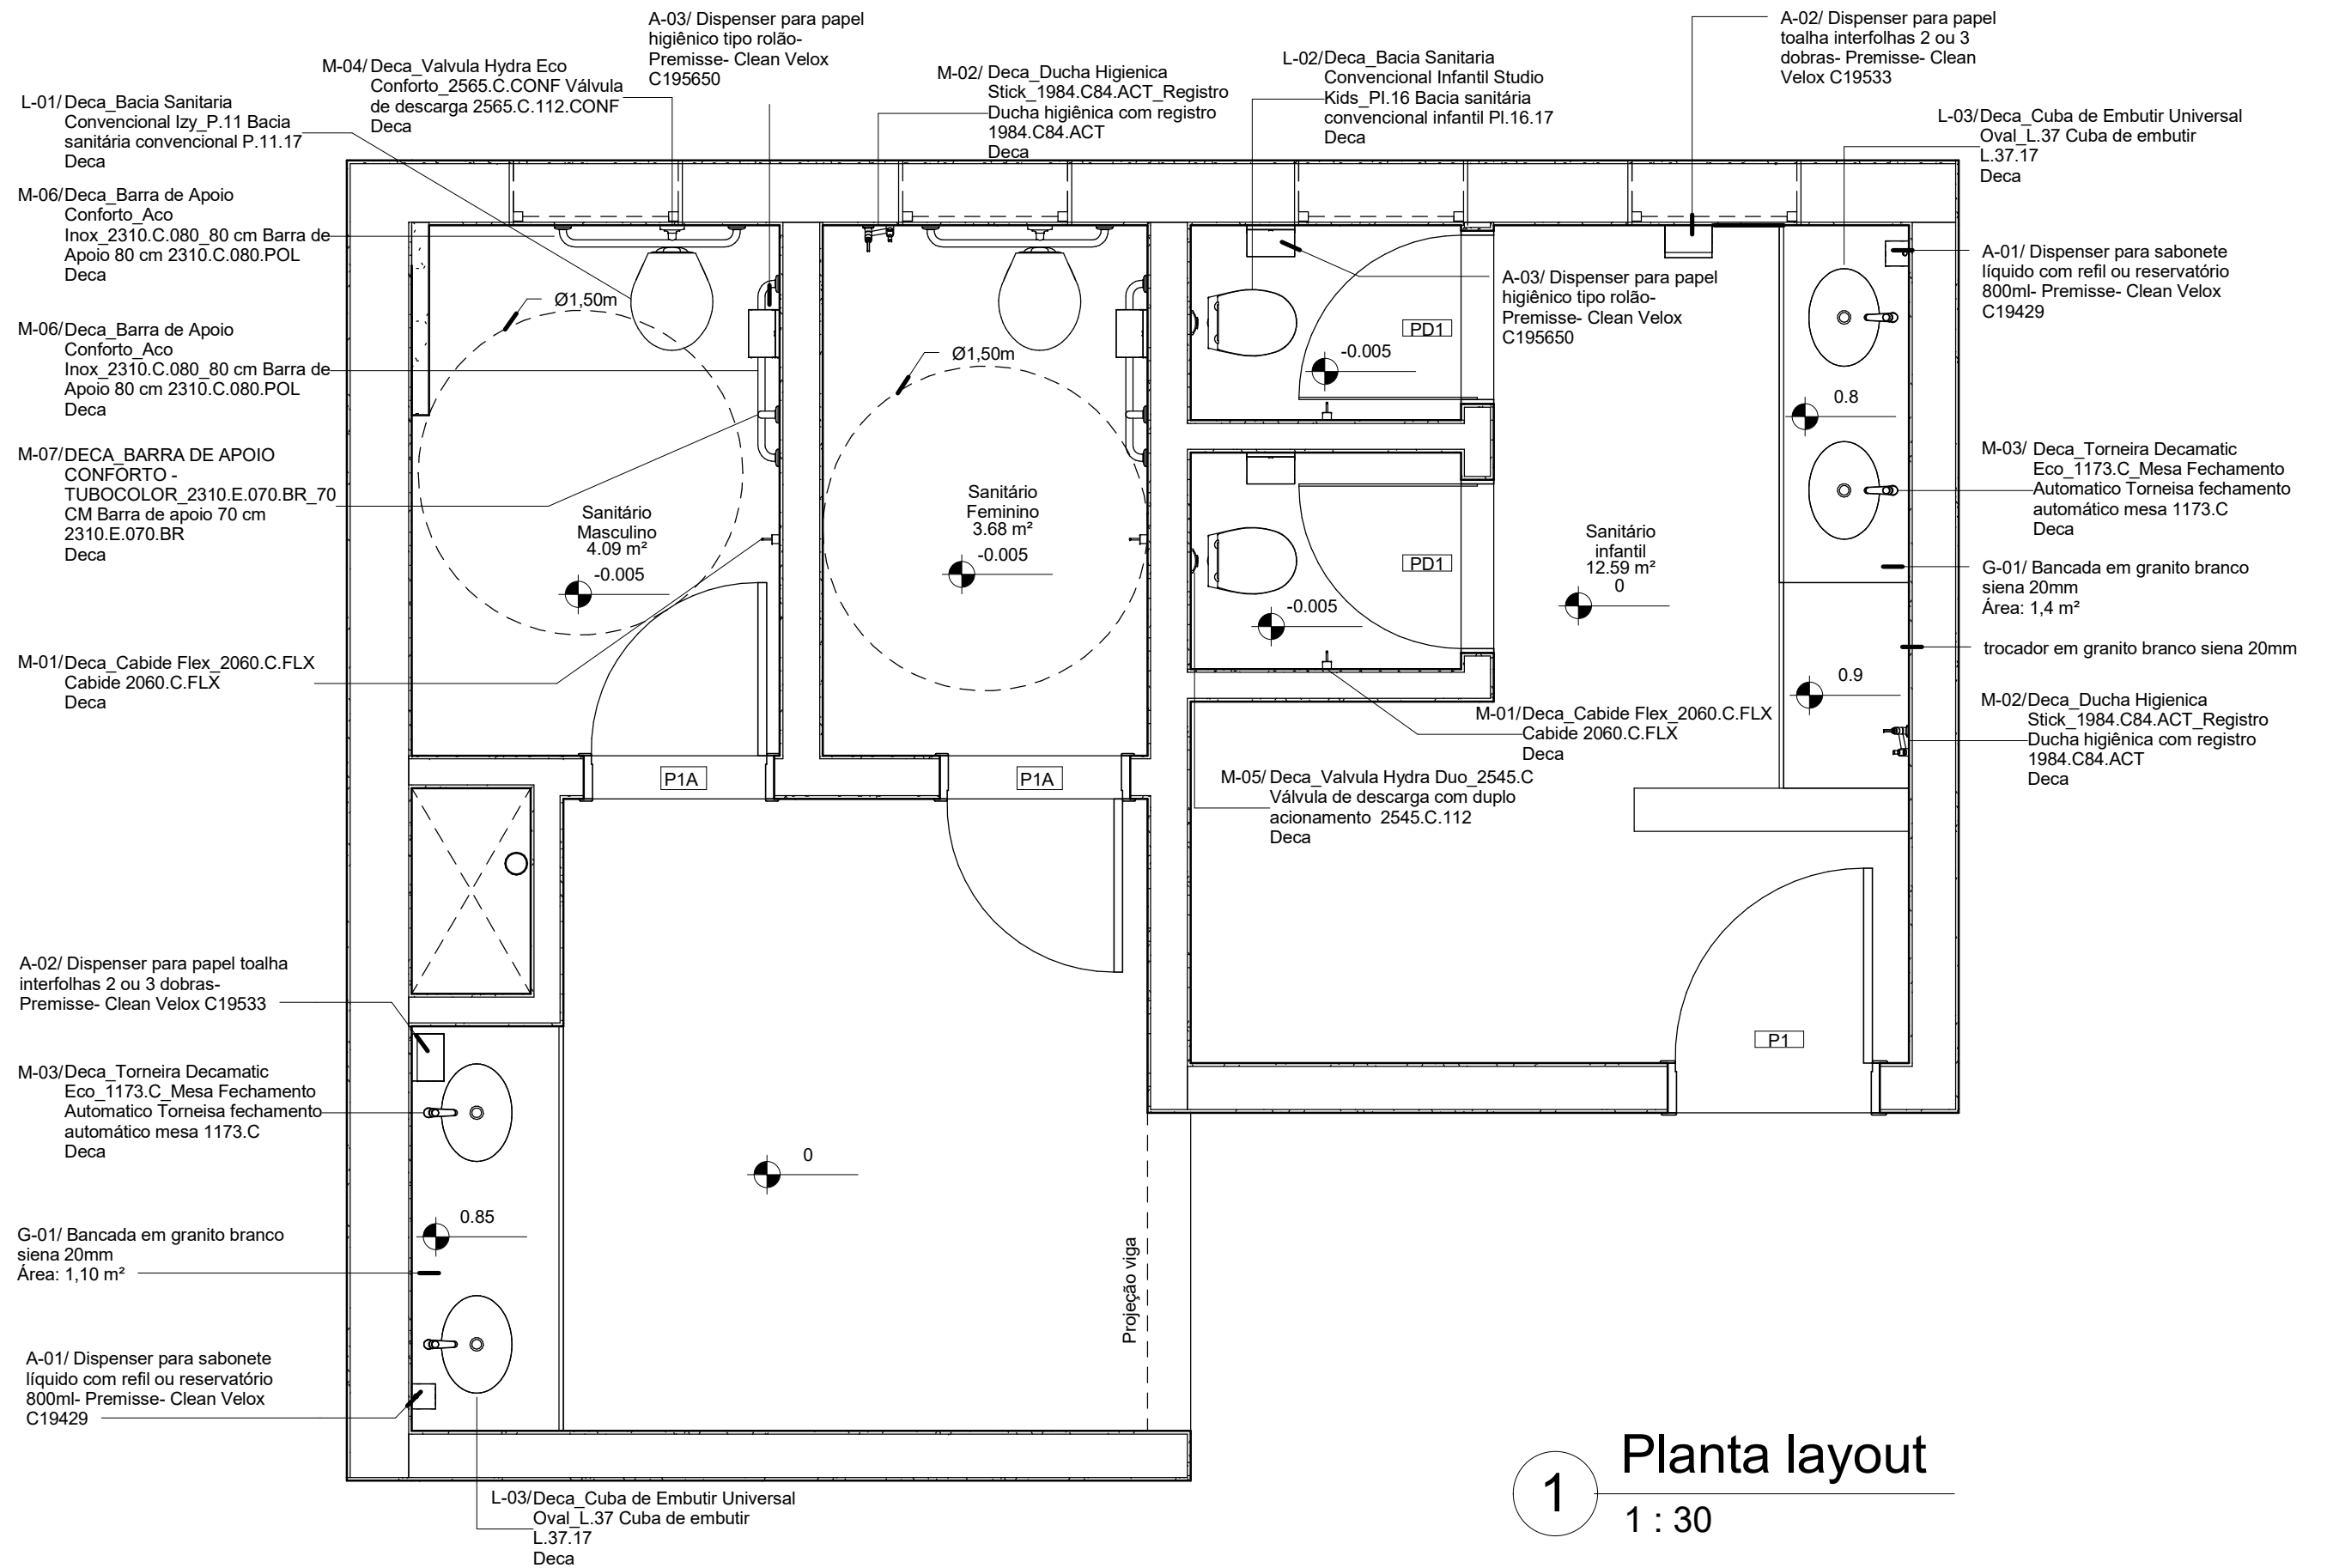 A-03/ Dispenser para papel
higiênico tipo rolão-
Premisse- Clean Velox
C195650
A-02/ Dispenser para papel
toalha interfolhas 2 ou 3
dobras- Premisse- Clean
Velox C19533
M-04/ Deca_Valvula Hydra Eco
Conforto_2565.C.CONF Válvula
de descarga 2565.C.112.CONF
Deca
M-02/ Deca_Ducha Higienica
Stick_1984.C84.ACT_Registro
Ducha higiênica com registro
1984.C84.ACT
Deca
L-02/ Deca_Bacia Sanitaria
Convencional Infantil Studio
Kids_PI.16 Bacia sanitária
convencional infantil PI.16.17
Deca
L-01/ Deca_Bacia Sanitaria
Convencional Izy_P.11 Bacia
sanitária convencional P.11.17
Deca
L-03/ Deca_Cuba de Embutir Universal
Oval_L.37 Cuba de embutir
L.37.17
Deca
M-06/ Deca_Barra de Apoio
Conforto_Aco
Inox_2310.C.080_80 cm Barra de
Apoio 80 cm 2310.C.080.POL
Deca
A-01/ Dispenser para sabonete
líquido com refil ou reservatório
800ml- Premisse- Clean Velox
C19429
A-03/ Dispenser para papel
higiênico tipo rolão-
Premisse- Clean Velox
C195650
Ø1,50m
Ø1,50m
PD1
-0.005
M-06/ Deca_Barra de Apoio
Conforto_Aco
Inox_2310.C.080_80 cm Barra de
Apoio 80 cm 2310.C.080.POL
Deca
0.8
M-07/ DECA_BARRA DE APOIO
CONFORTO -
TUBOCOLOR_2310.E.070.BR_70
CM Barra de apoio 70 cm
2310.E.070.BR
Deca
M-03/ Deca_Torneira Decamatic
Eco_1173.C_Mesa Fechamento
Automatico Torneisa fechamento
automático mesa 1173.C
Deca
Sanitário
Masculino
4.09 m²
-0.005
Sanitário
Feminino
3.68 m²
-0.005
PD1
-0.005
Sanitário
infantil
12.59 m²
0
G-01/ Bancada em granito branco
siena 20mm
Área: 1,4 m²
trocador em granito branco siena 20mm
0.9
M-01/ Deca_Cabide Flex_2060.C.FLX
Cabide 2060.C.FLX
Deca
M-01/ Deca_Cabide Flex_2060.C.FLX
Cabide 2060.C.FLX
Deca
M-02/ Deca_Ducha Higienica
Stick_1984.C84.ACT_Registro
Ducha higiênica com registro
1984.C84.ACT
Deca
P1A
P1A
M-05/ Deca_Valvula Hydra Duo_2545.C
Válvula de descarga com duplo
acionamento 2545.C.112
Deca
A-02/ Dispenser para papel toalha
interfolhas 2 ou 3 dobras-
Premisse- Clean Velox C19533
P1
M-03/ Deca_Torneira Decamatic
Eco_1173.C_Mesa Fechamento
Automatico Torneisa fechamento
automático mesa 1173.C
Deca
0
0.85
G-01/ Bancada em granito branco
siena 20mm
Área: 1,10 m²
Projeção viga
A-01/ Dispenser para sabonete
líquido com refil ou reservatório
800ml- Premisse- Clean Velox
C19429
L-03/ Deca_Cuba de Embutir Universal
Oval_L.37 Cuba de embutir
L.37.17
Deca
1
Planta layout
1 : 30